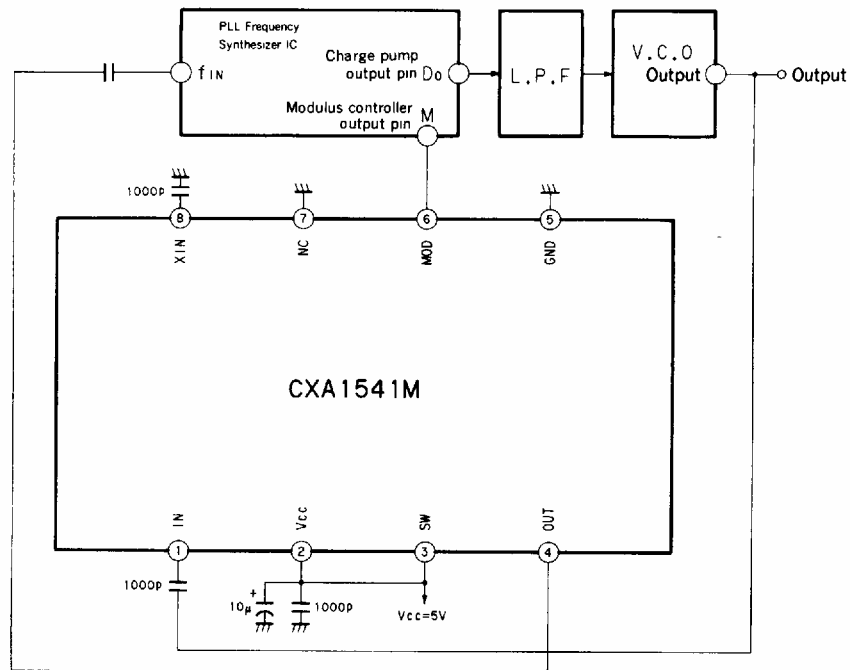 PLL Frequency
Synthesizer IC
fIN
Charge pump
output pin Do
Modulus controller
output pin M
L.P.F
V.C.O
Output
Output
1000P
8
7
6
5
XIN
NC
MOD
GND
CXA1541M
IN
Vcc
SW
OUT
1
2
3
4
1000P
+
10μ
1000P
Vcc=5V